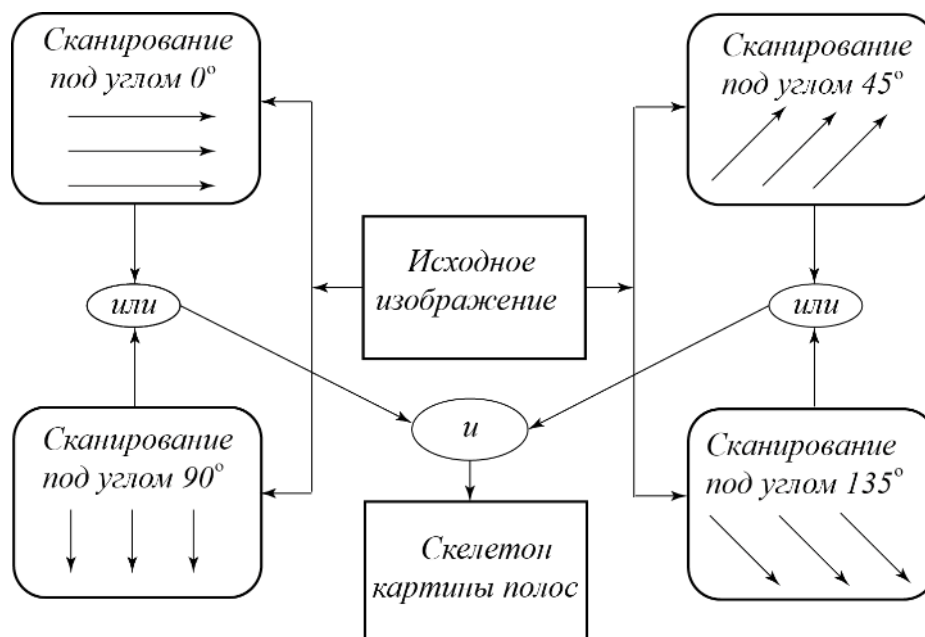 Сканирование
под углом 0°
Сканирование
под углом 45°
Исходное
изображение
или
или
и
Сканирование
под углом 90°
Сканирование
под углом 135°
Скелетон
картины полос